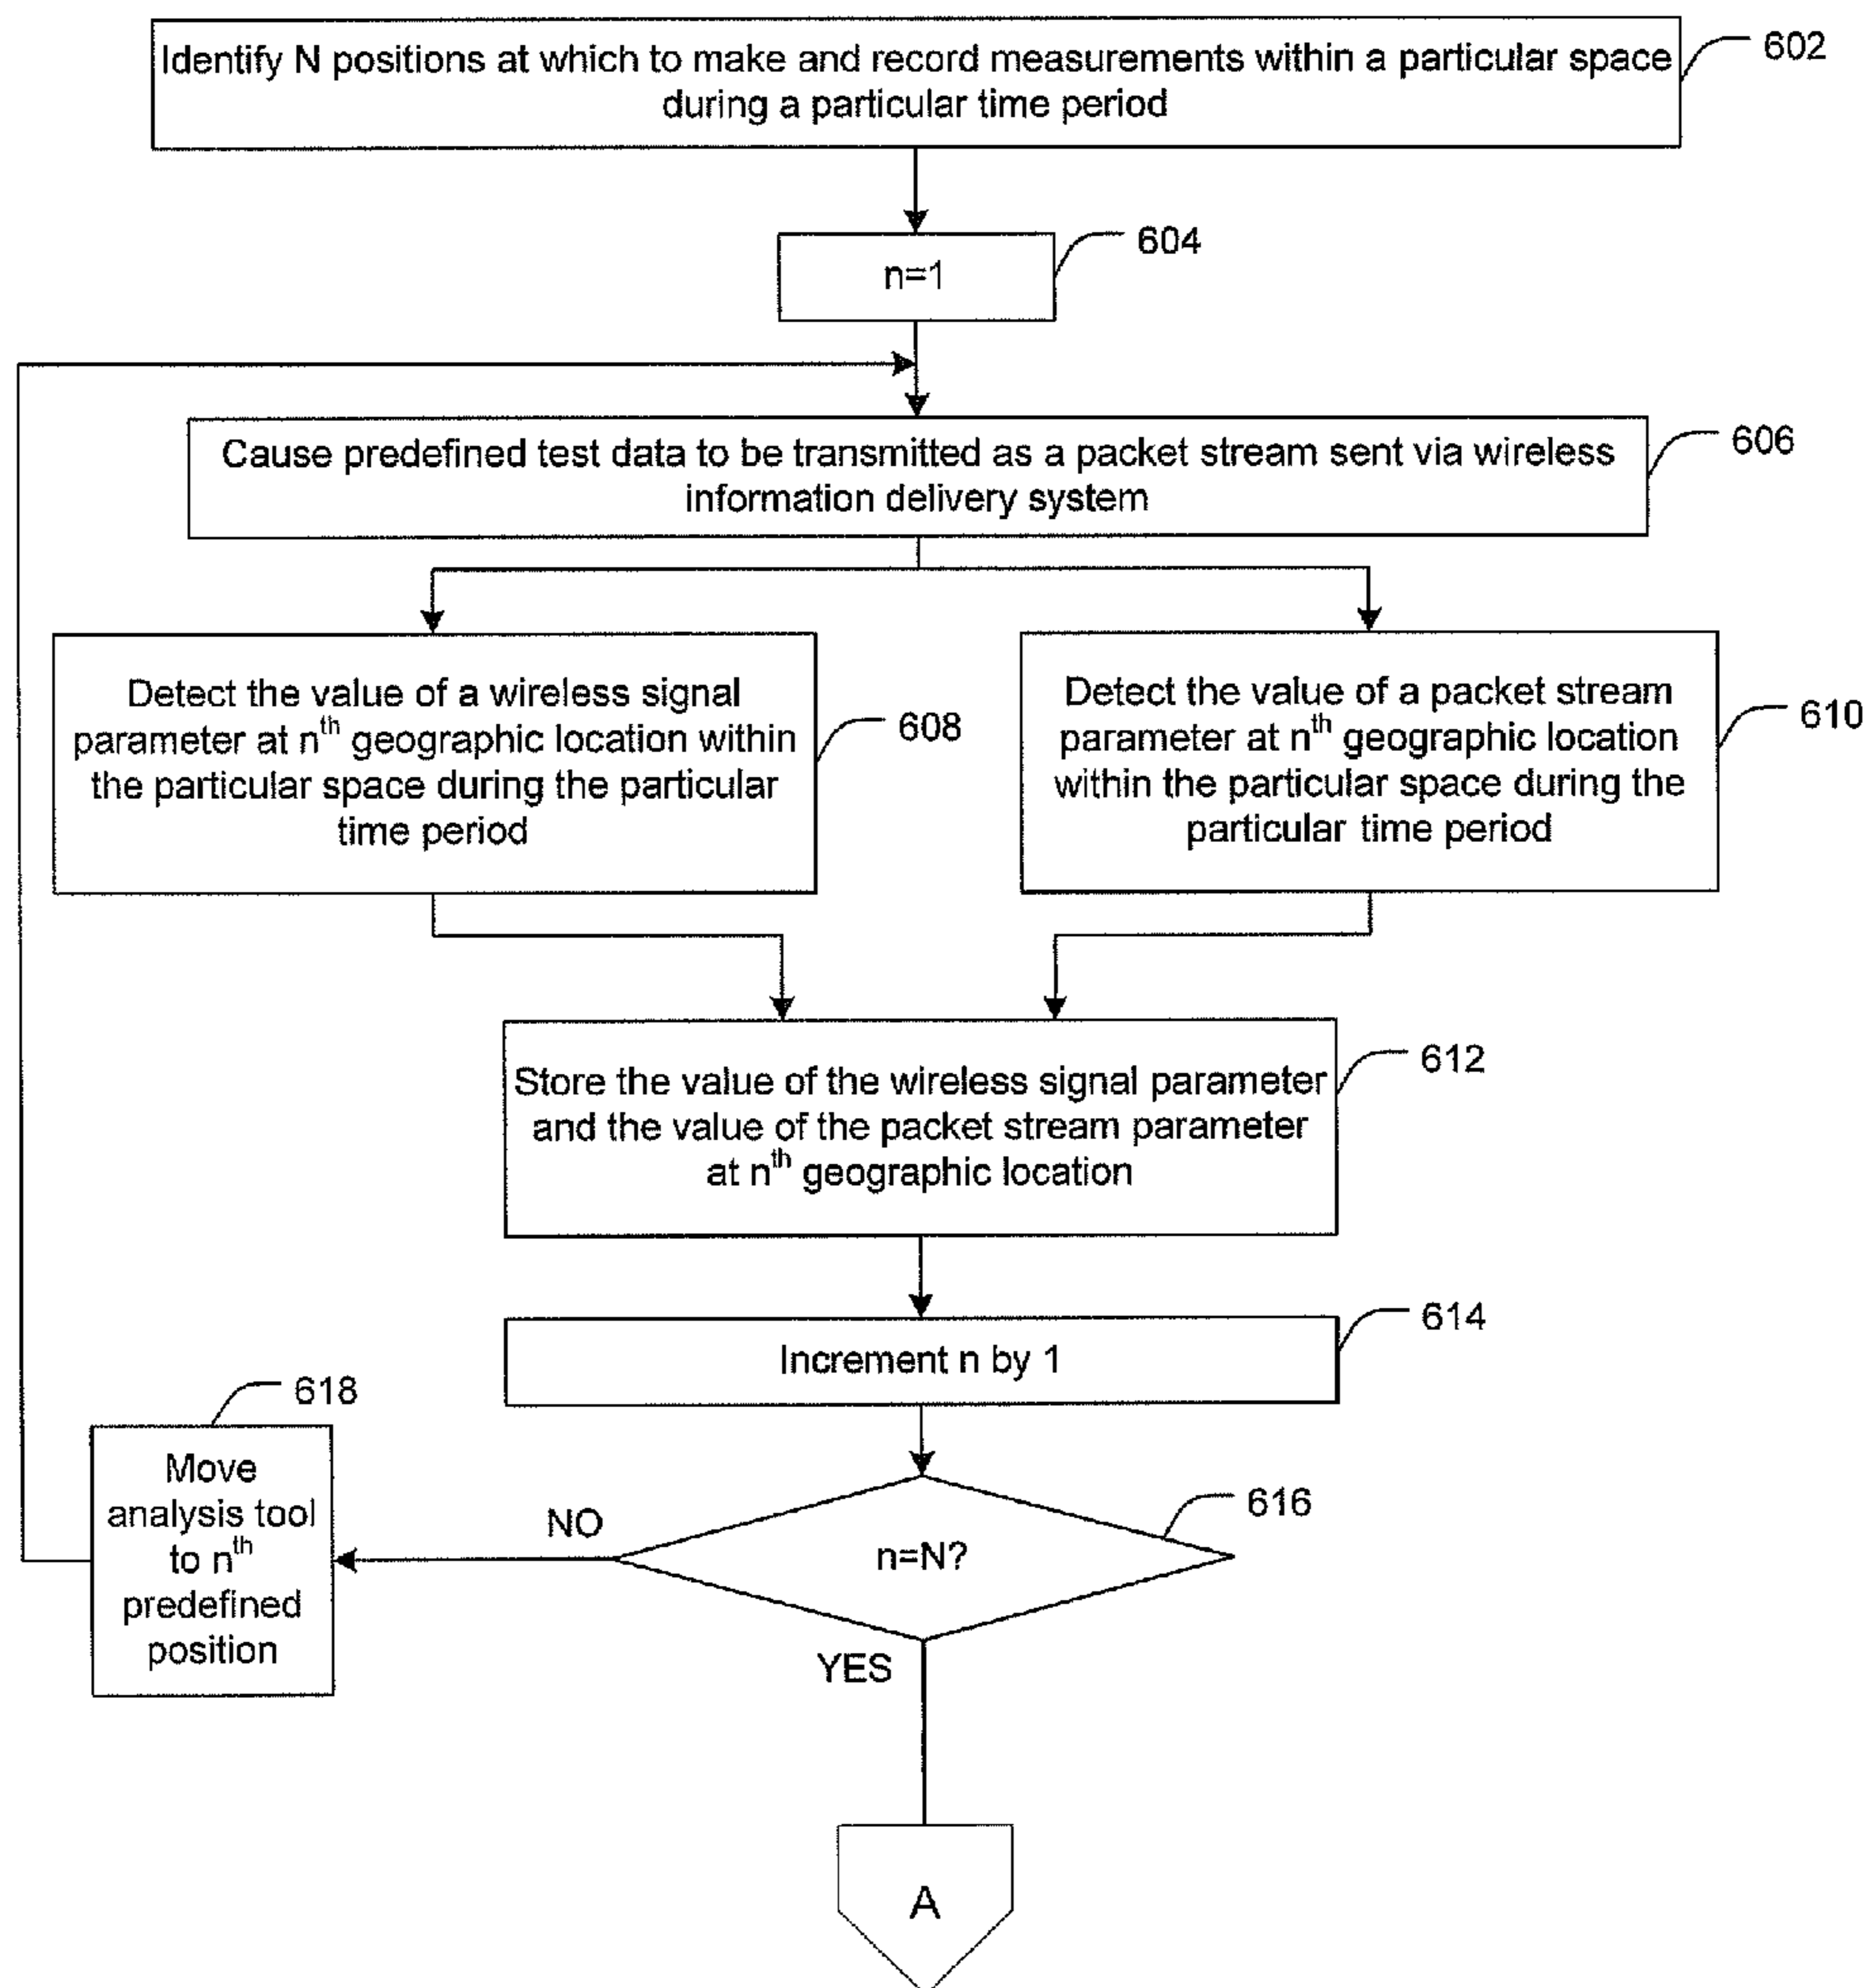 Identify N positions at which to make and record measurements within a particular space
during a particular time period
602
n=1
604
Cause predefined test data to be transmitted as a packet stream sent via wireless
information delivery system
606
Detect the value of a wireless signal
parameter at nth geographic location within
the particular space during the particular
time period
608
Detect the value of a packet stream
parameter at nth geographic location
within the particular space during the
particular time period
610
Store the value of the wireless signal parameter
and the value of the packet stream parameter
at nth geographic location
612
Increment n by 1
614
618
Move
analysis tool
to nth
predefined
position
NO
n=N?
616
YES
A